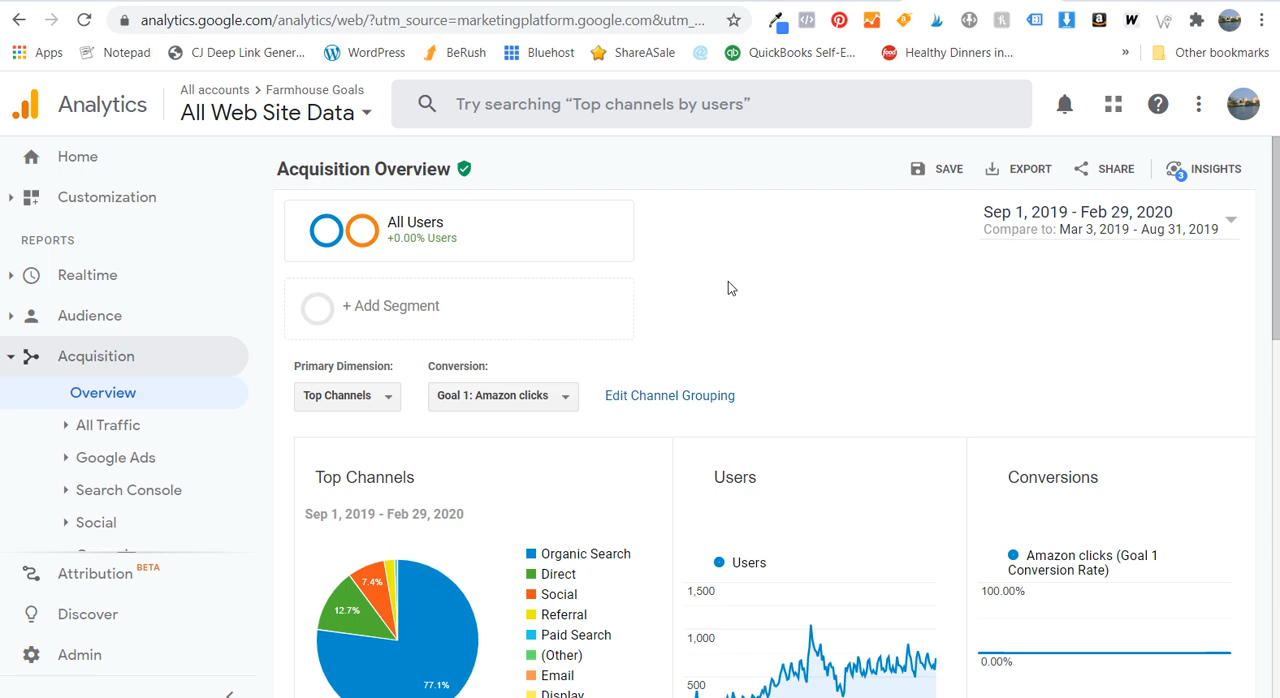 analytics.google.com/analytics/web/?utm_source=marketingplatform.google.com&utm_...
Apps Notepad CJ Deep Link Gener... WordPress BeRush Bluehost ShareASale QuickBooks Self-E... Healthy Dinners in... » Other bookmarks
Analytics
All accounts > Farmhouse Goals
All Web Site Data
Try searching “Top channels by users”
Home
Customization
REPORTS
Realtime
Audience
Acquisition
Overview
All Traffic
Google Ads
Search Console
Social
Attribution BETA
Discover
Admin
Acquisition Overview
SAVE EXPORT SHARE 3 INSIGHTS
All Users
+0.00% Users
Sep 1, 2019 - Feb 29, 2020
Compare to: Mar 3, 2019 - Aug 31, 2019
+ Add Segment
Primary Dimension: Conversion:
Top Channels Goal 1: Amazon clicks Edit Channel Grouping
Top Channels
Sep 1, 2019 - Feb 29, 2020
7.4%
12.7%
77.1%
Organic Search
Direct
Social
Referral
Paid Search
(Other)
Email
Display
Users
Users
1,500
1,000
500
Conversions
Amazon clicks (Goal 1
Conversion Rate)
100.00%
0.00%